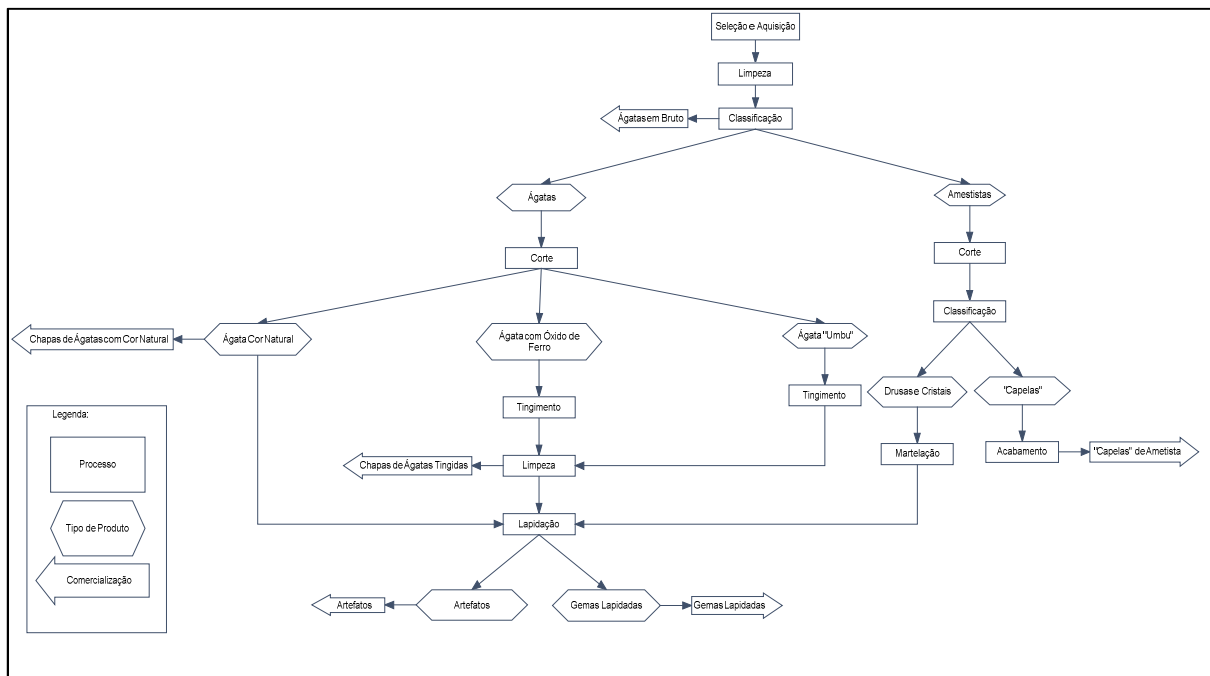 Seleção e Aquisição
Limpeza
Ágatas em Bruto
Classificação
Ágatas
Amestistas
Corte
Corte
Classificação
Chapas de Ágatas com Cor Natural
Ágata Cor Natural
Ágata com Óxido de
Ferro
Ágata "Umbu"
Tingimento
Drusas e Cristais
"Capelas"
Tingimento
Legenda:
Processo
Chapas de Ágatas Tingidas
Limpeza
Martelação
Acabamento
"Capelas" de Ametista
Tipo de Produto
Lapidação
Comercialização
Artefatos
Artefatos
Gemas Lapidadas
Gemas Lapidadas